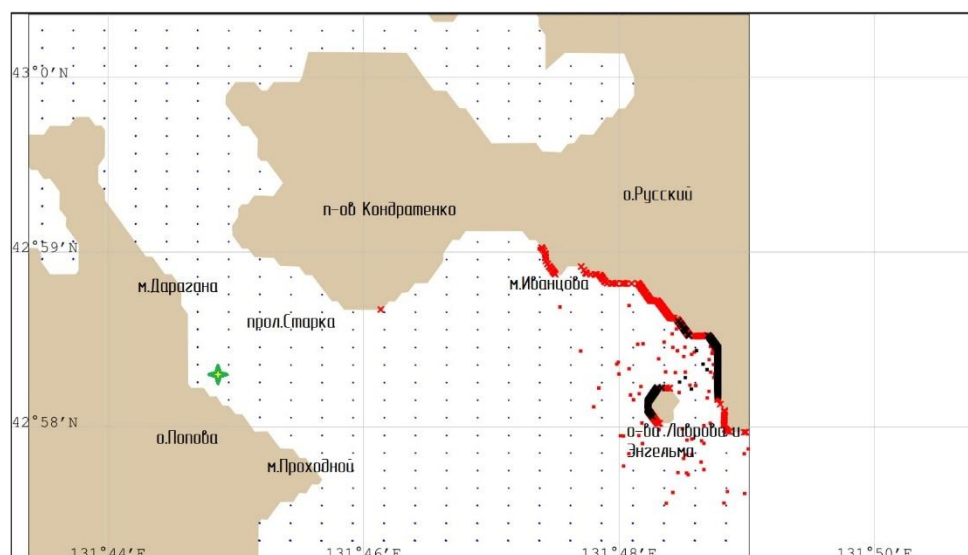 43°0'N
о.Русский
п-ов Кондратенко
42°59'N
м.Дарагана
м.Иванцова
прол.Старка
42°58'N
о.Попова
о-ва.Лаврова и
Энгельма
м.Проходной
131°44'E
131°46'E
131°48'E
131°50'E